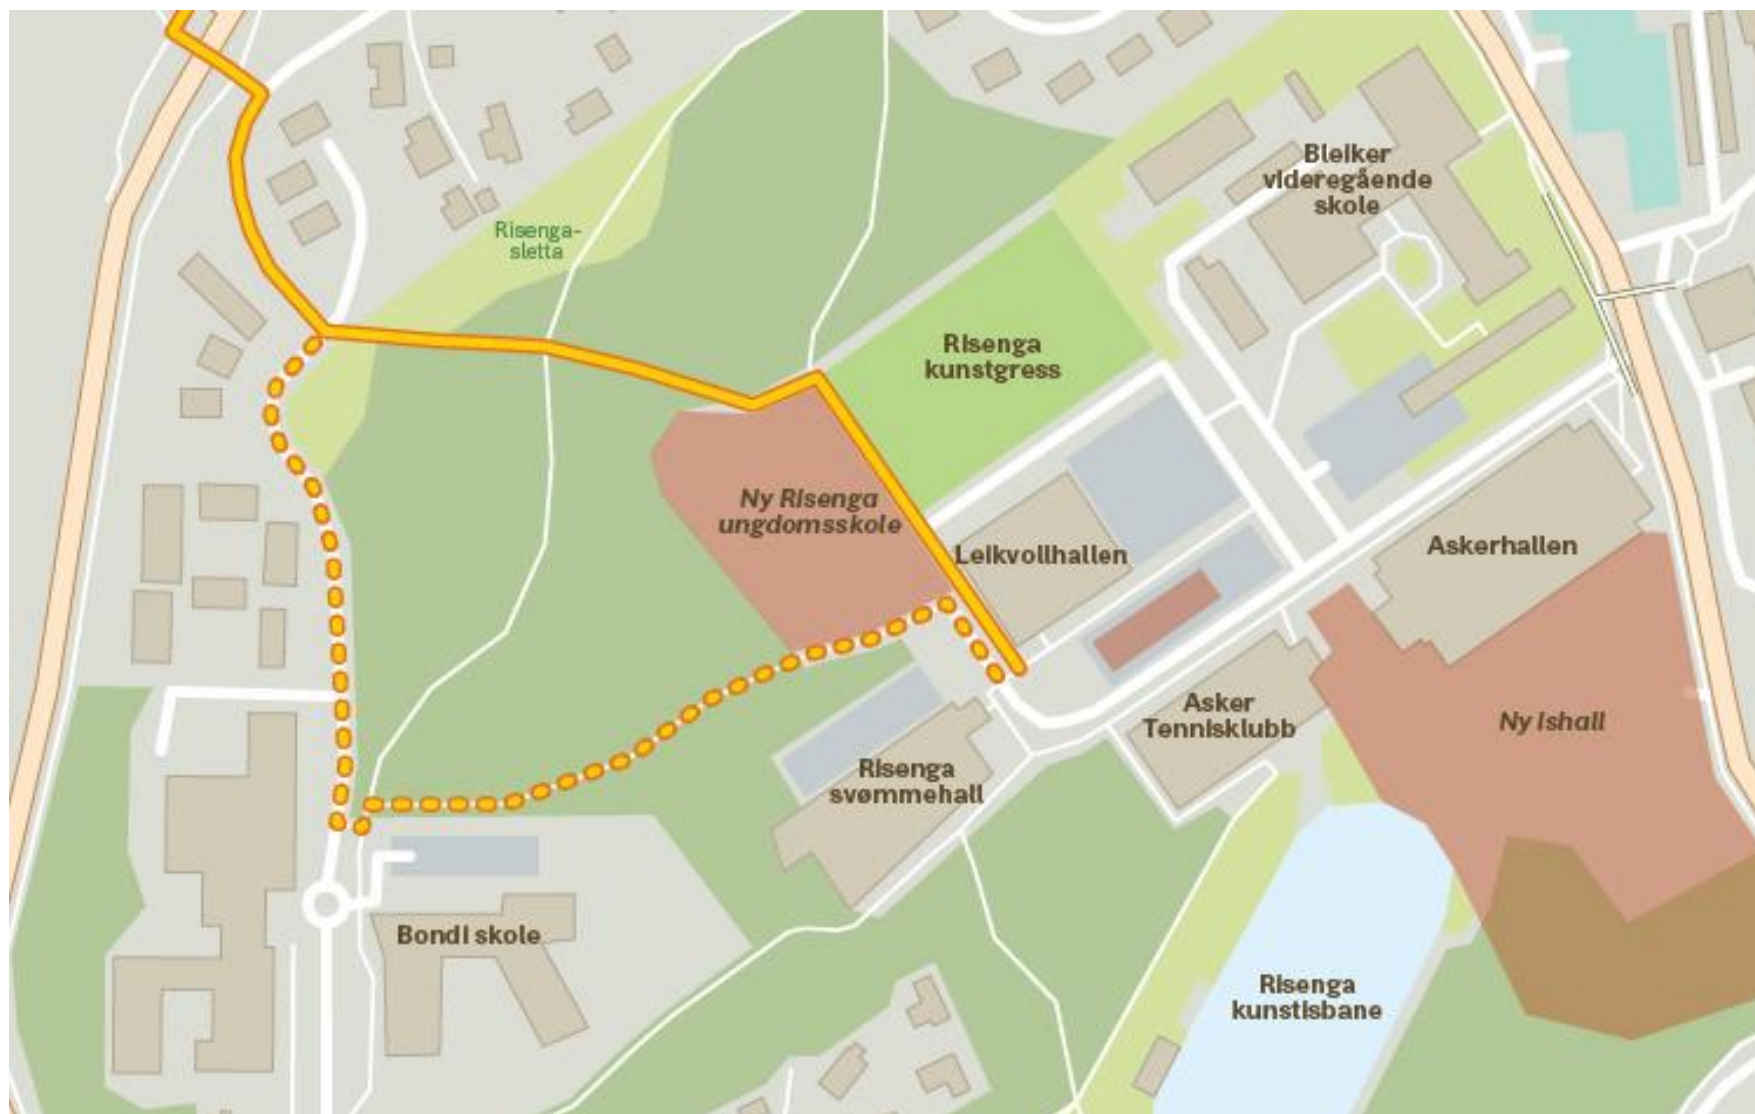 Bleiker
videregående
skole
Risenga-
sletta
Risenga
kunstgress
Ny Risenga
ungdomsskole
Leikvollhallen
Askerhallen
Asker
Tennisklubb
Ny Ishall
Risenga
svømmehall
Bondi skole
Risenga
kunstisbane